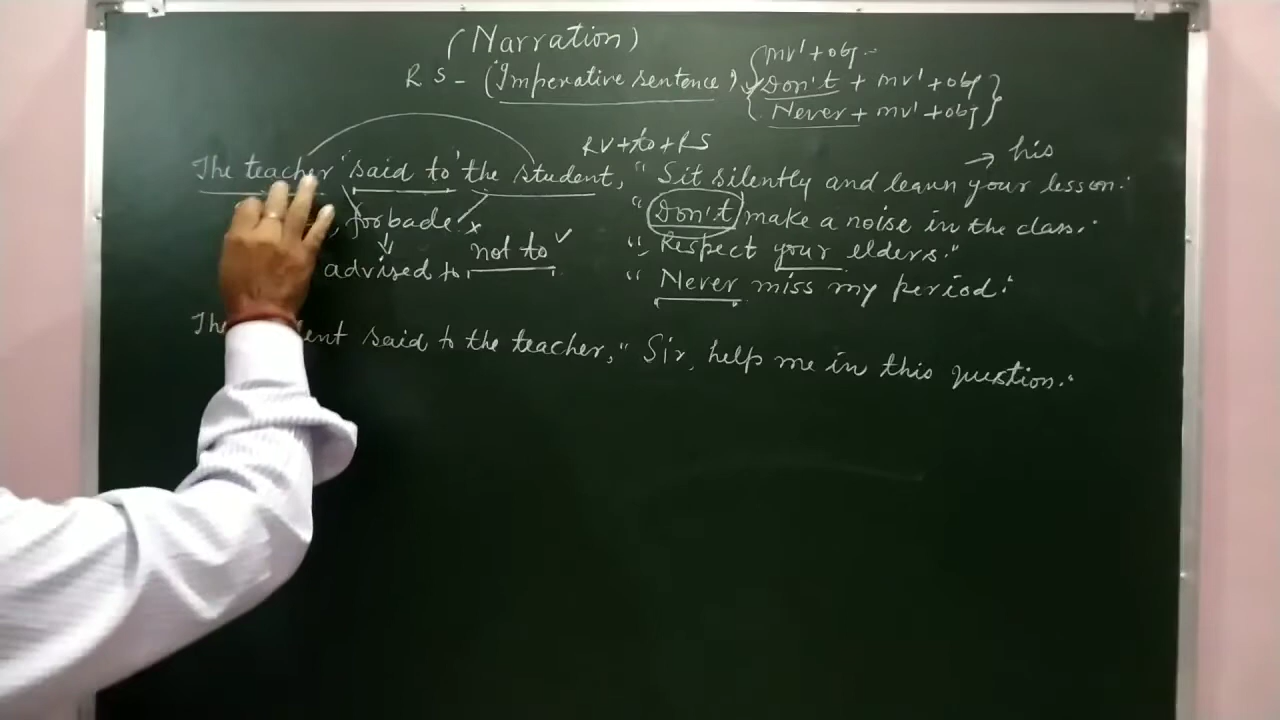 (Narration)
RS - (Imperative sentence) { mv' + obj -
Don't + mv' + obj }
Never + mv' + obj
RV + to + RS
→ his
The teacher "said to" the student, "Sit silently and learn your lesson."
, forbade x "Don't make a noise in the class."
not to ✓ "Respect your elders."
advised to "Never miss my period."
The said to the teacher, "Sir, help me in this question."